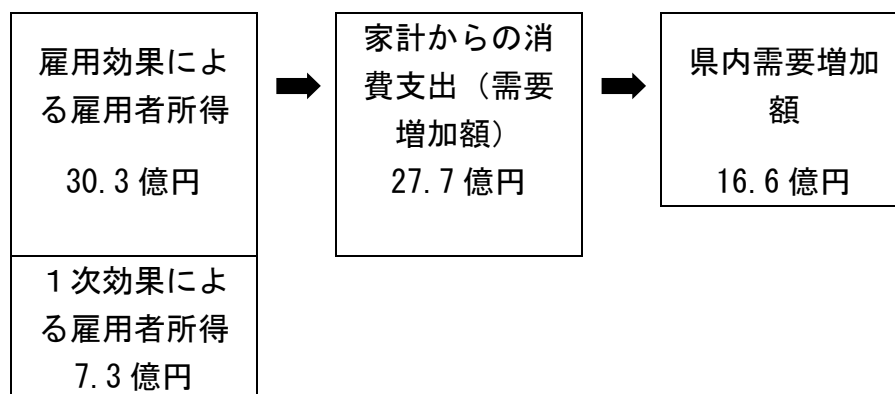 雇用効果によ
る雇用者所得
30.3 億円
家計からの消
費支出（需要
増加額）
27.7 億円
県内需要増加
額
16.6 億円
１次効果によ
る雇用者所得
7.3 億円